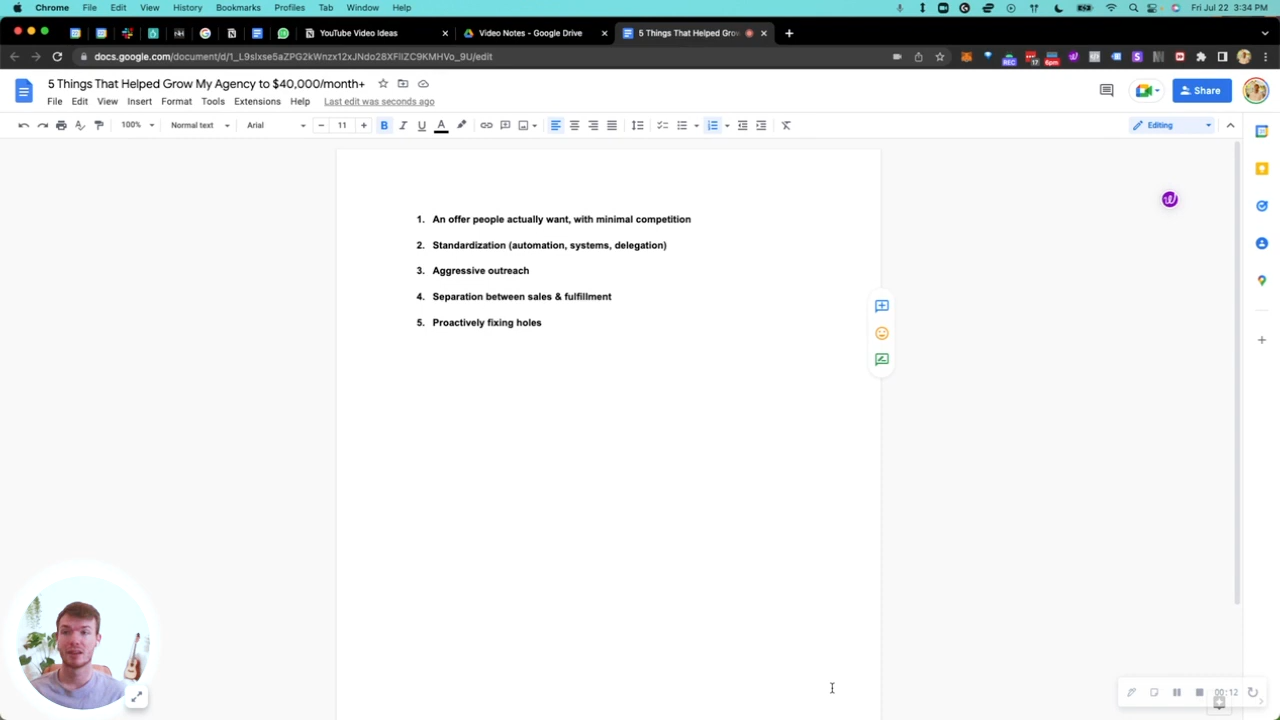 Chrome File Edit View History Bookmarks Profiles Tab Window Help Fri Jul 22 3:34 PM
YouTube Video Ideas Video Notes - Google Drive 5 Things That Helped Grow
docs.google.com/document/d/1_L9slxse5aZPG2kWnzx12xJNdo28XFllZC9KMHVo_9U/edit
REC 17 6pm
5 Things That Helped Grow My Agency to $40,000/month+
Share
File Edit View Insert Format Tools Extensions Help Last edit was seconds ago
100% Normal text Arial 11 B I U A Editing
1. An offer people actually want, with minimal competition
2. Standardization (automation, systems, delegation)
3. Aggressive outreach
4. Separation between sales & fulfillment
5. Proactively fixing holes
00:12